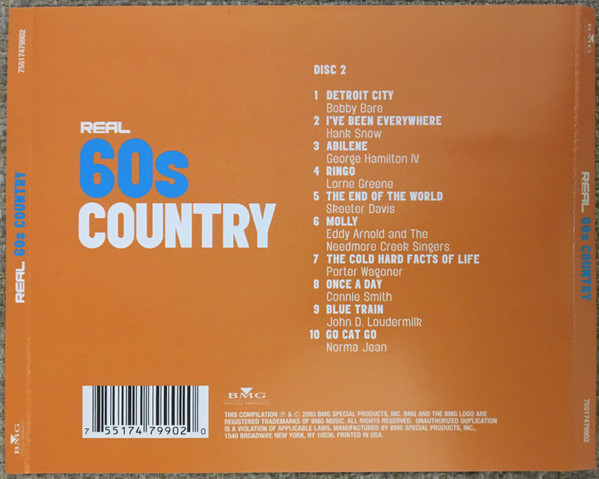 75517479902
REAL 60s COUNTRY
BMG
REAL
60s
COUNTRY
DISC 2
1 DETROIT CITY
Bobby Bare
2 I'VE BEEN EVERYWHERE
Hank Snow
3 ABILENE
George Hamilton IV
4 RINGO
Lorne Greene
5 THE END OF THE WORLD
Skeeter Davis
6 MOLLY
Eddy Arnold and The
Needmore Creek Singers
7 THE COLD HARD FACTS OF LIFE
Porter Wagoner
8 ONCE A DAY
Connie Smith
9 BLUE TRAIN
John D. Loudermilk
10 GO CAT GO
Norma Jean
7 55174 79902 0
BMG
SPECIAL PRODUCTS
THIS COMPILATION ℗ & © 2003 BMG SPECIAL PRODUCTS, INC. BMG AND THE BMG LOGO ARE
REGISTERED TRADEMARKS OF BMG MUSIC. ALL RIGHTS RESERVED. UNAUTHORIZED DUPLICATION
IS A VIOLATION OF APPLICABLE LAWS. MANUFACTURED BY BMG SPECIAL PRODUCTS, INC.,
1540 BROADWAY, NEW YORK, NY 10036. PRINTED IN USA.
REAL 60s COUNTRY
75517479902
BMG